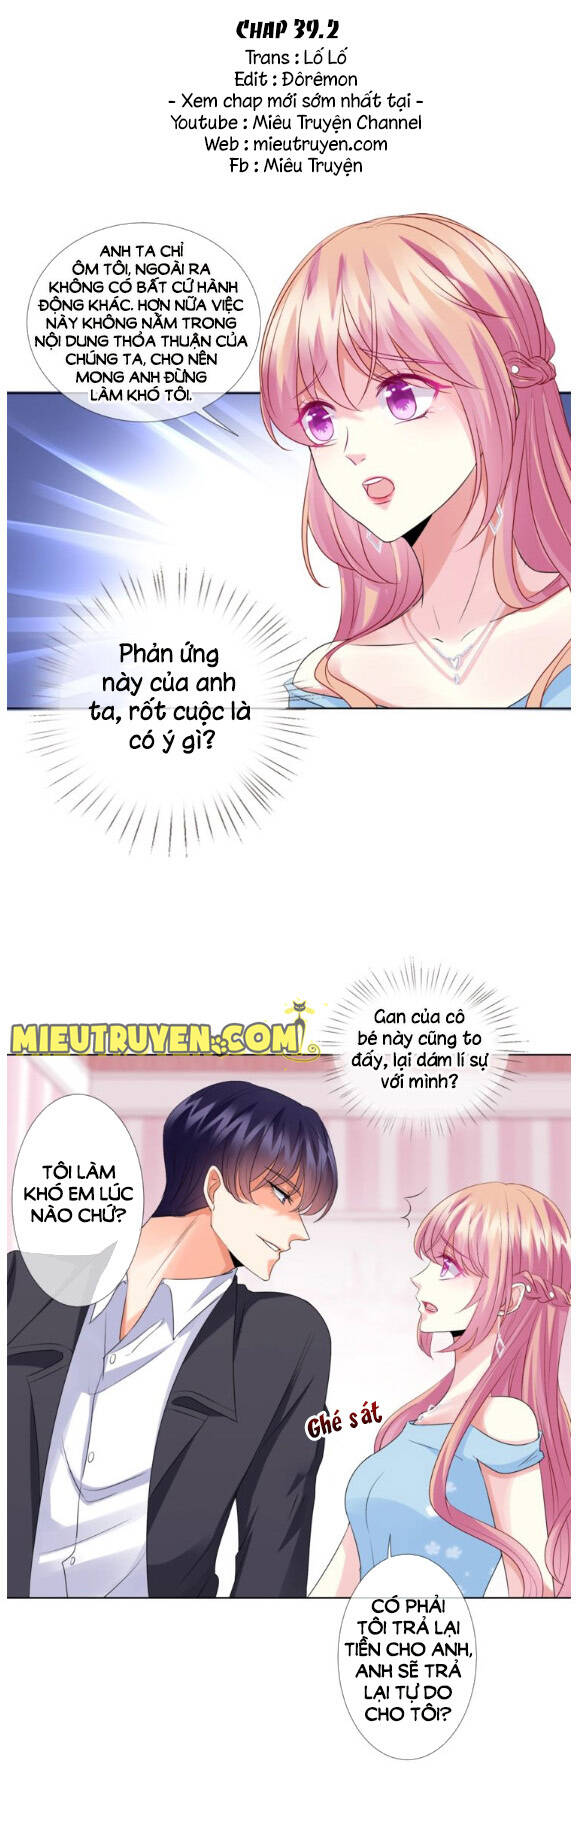 CHAP 39.2
Trans : Lố Lố
Edit : Đôrêmon
- Xem chap mới sớm nhất tại -
Youtube : Miêu Truyện Channel
Web : mieutruyen.com
Fb : Miêu Truyện
ANH TA CHỈ
ÔM TÔI, NGOÀI RA
KHÔNG CÓ BẤT CỨ HÀNH
ĐỘNG KHÁC. HƠN NỮA VIỆC
NÀY KHÔNG NẰM TRONG
NỘI DUNG THỎA THUẬN CỦA
CHÚNG TA, CHO NÊN
MONG ANH ĐỪNG
LÀM KHÓ TÔI.
Phản ứng
này của anh
ta, rốt cuộc là
có ý gì?
MIEUTRUYEN.COM
Gan của cô
bé này cũng to
đấy, lại dám lí sự
với mình?
TÔI LÀM
KHÓ EM LÚC
NÀO CHỨ?
Ghé sát
CÓ PHẢI
TÔI TRẢ LẠI
TIỀN CHO ANH,
ANH SẼ TRẢ
LẠI TỰ DO
CHO TÔI?